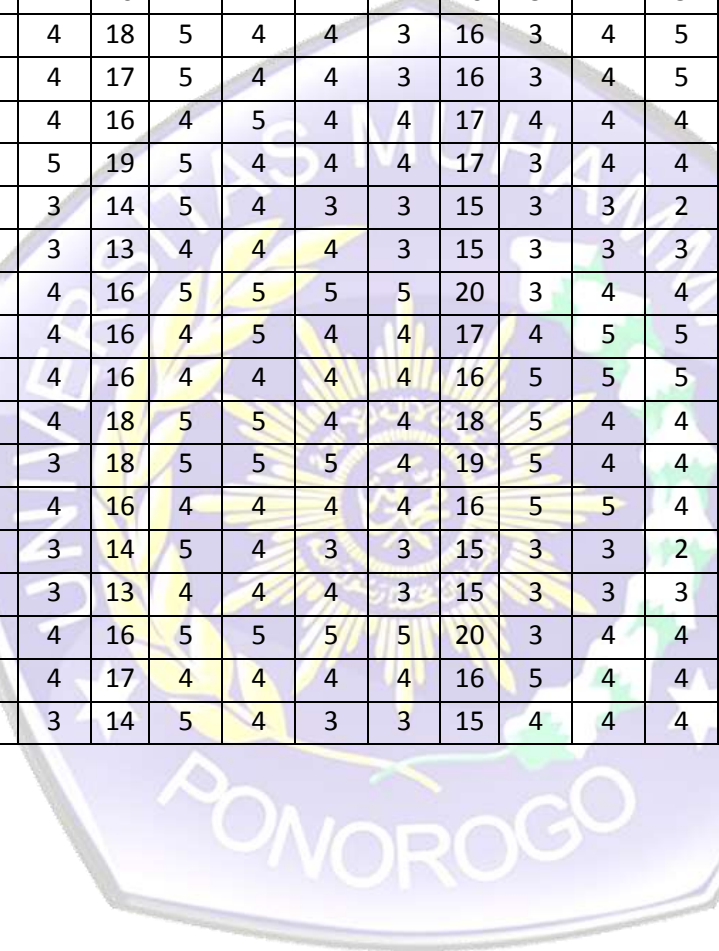 4 18 5 4 4 3 16 3 4 5
4 17 5 4 4 3 16 3 4 5
4 16 4 5 4 4 17 4 4 4
5 19 5 4 4 4 17 3 4 4
3 14 5 4 3 3 15 3 3 2
3 13 4 4 4 3 15 3 3 3
4 16 5 5 5 5 20 3 4 4
4 16 4 5 4 4 17 4 5 5
4 16 4 4 4 4 16 5 5 5
4 18 5 5 4 4 18 5 4 4
3 18 5 5 5 4 19 5 4 4
4 16 4 4 4 4 16 5 5 4
3 14 5 4 3 3 15 3 3 2
3 13 4 4 4 3 15 3 3 3
4 16 5 5 5 5 20 3 4 4
4 17 4 4 4 4 16 5 4 4
3 14 5 4 3 3 15 4 4 4
UNIVERSITAS MUHAMM
PONOROGO